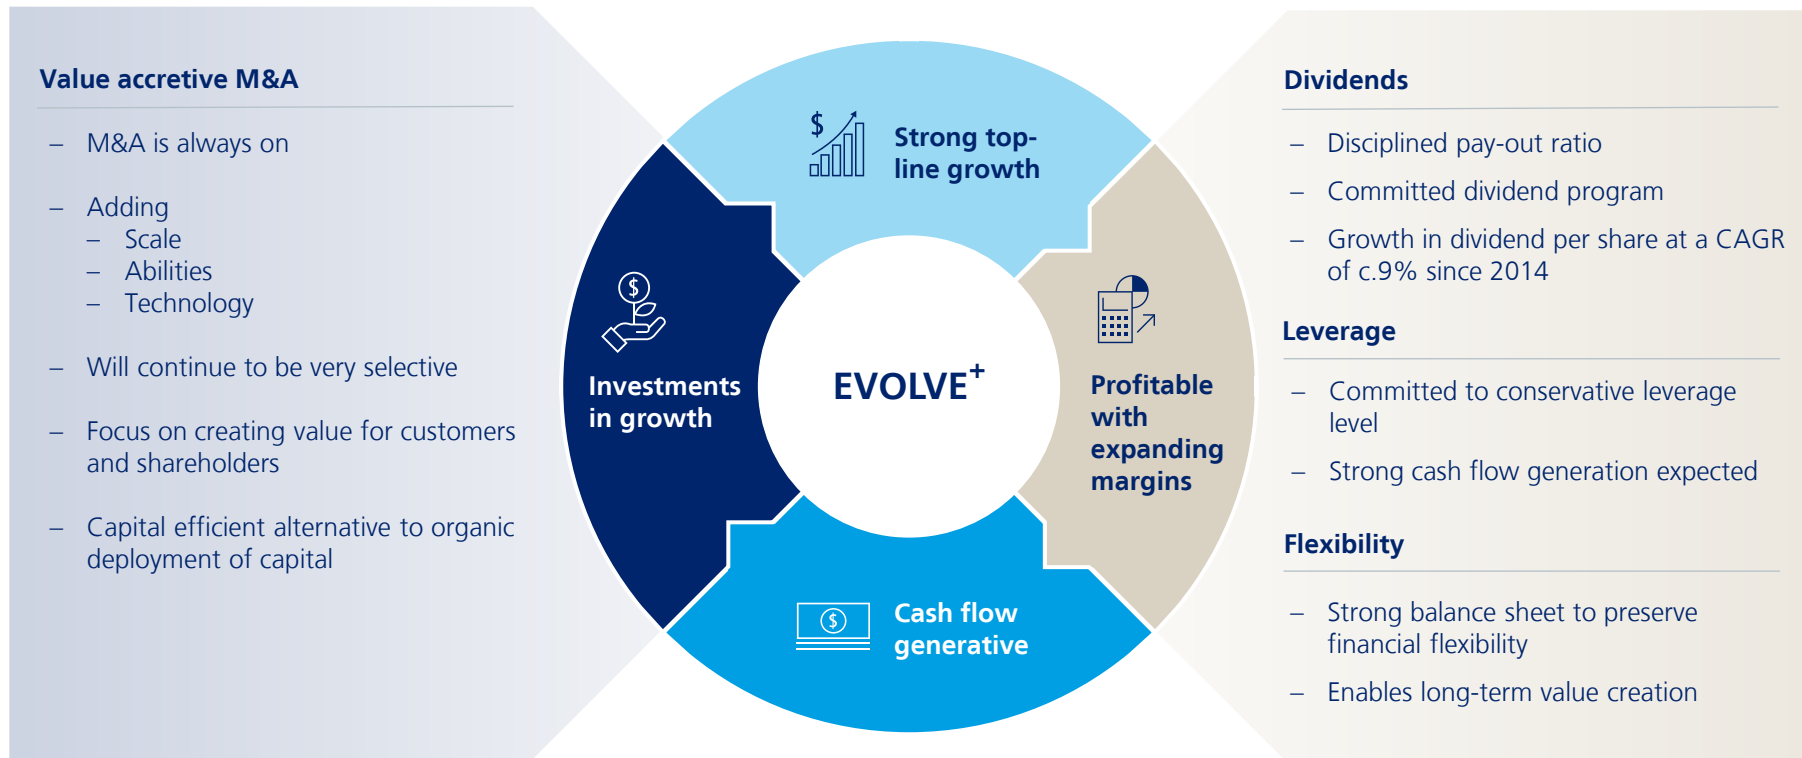 Value accretive M&A
– M&A is always on
– Adding
– Scale
– Abilities
– Technology
– Will continue to be very selective
– Focus on creating value for customers
and shareholders
– Capital efficient alternative to organic
deployment of capital
$
Strong top-
line growth
$
Investments
in growth
EVOLVE+
Profitable
with
expanding
margins
$
Cash flow
generative
Dividends
– Disciplined pay-out ratio
– Committed dividend program
– Growth in dividend per share at a CAGR
of c.9% since 2014
Leverage
– Committed to conservative leverage
level
– Strong cash flow generation expected
Flexibility
– Strong balance sheet to preserve
financial flexibility
– Enables long-term value creation